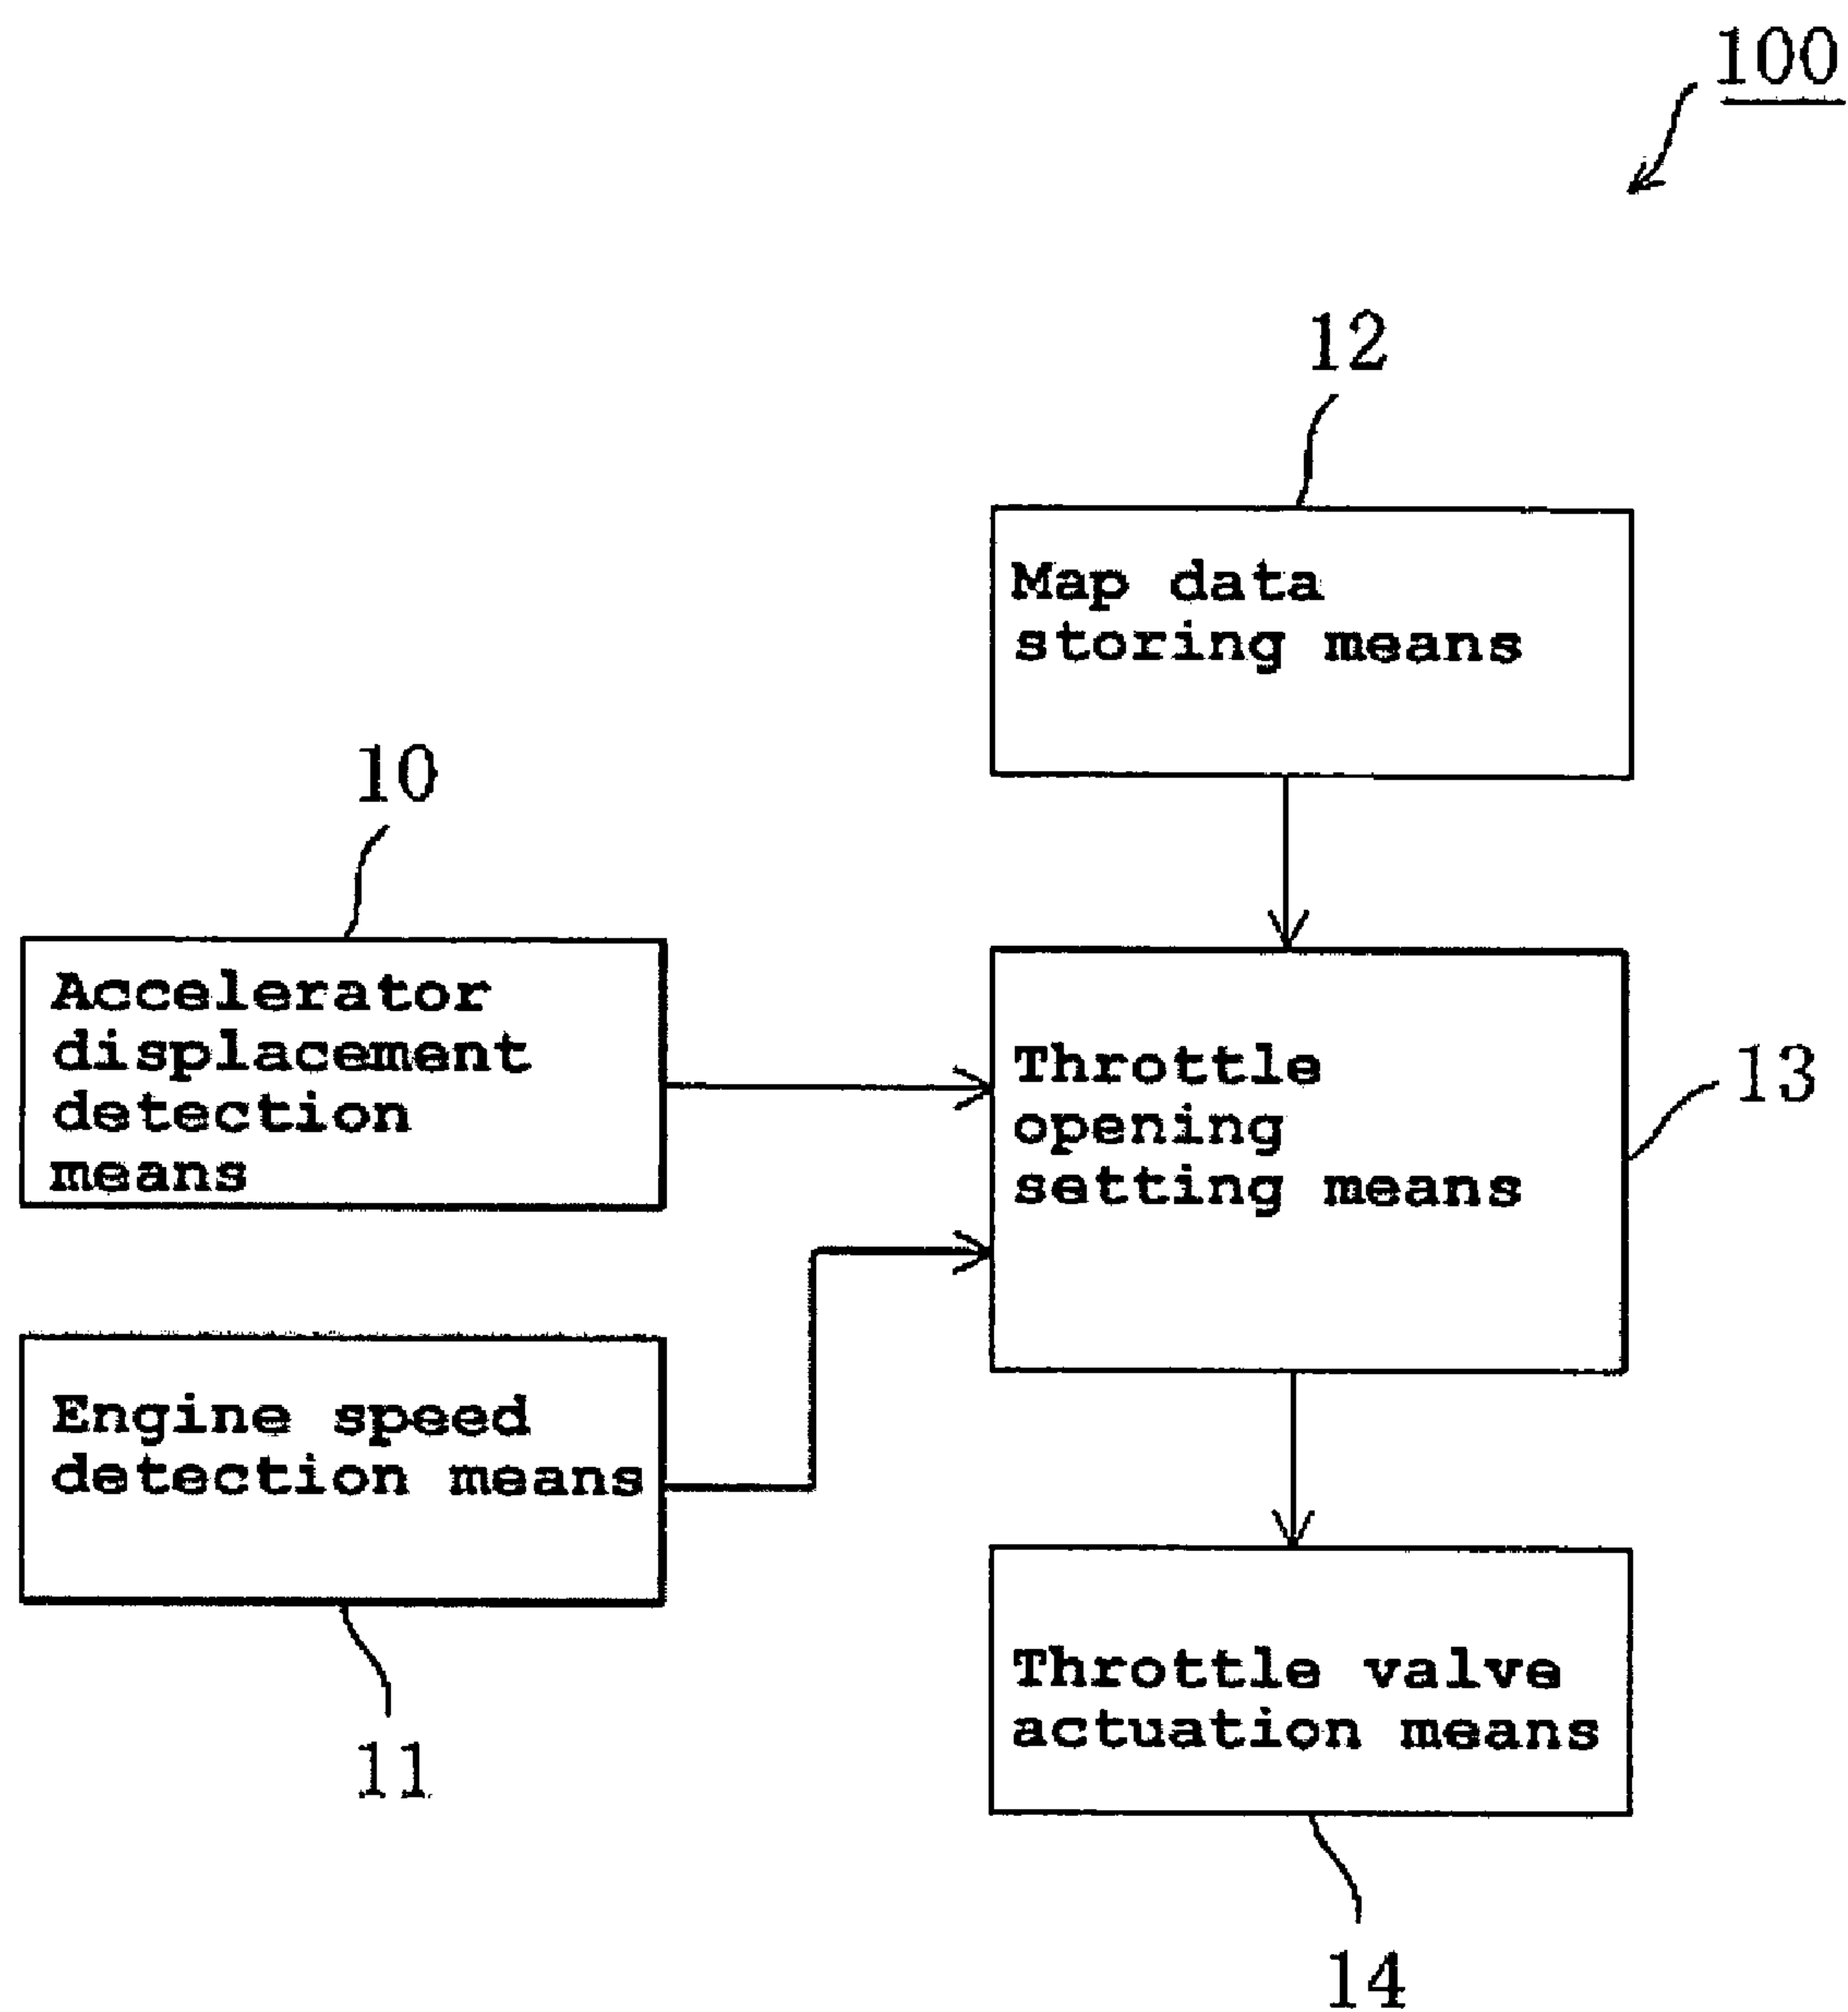 100
12
Map data
storing means
10
Accelerator
displacement
detection
means
Throttle
opening
setting means
13
Engine speed
detection means
11
Throttle valve
actuation means
14